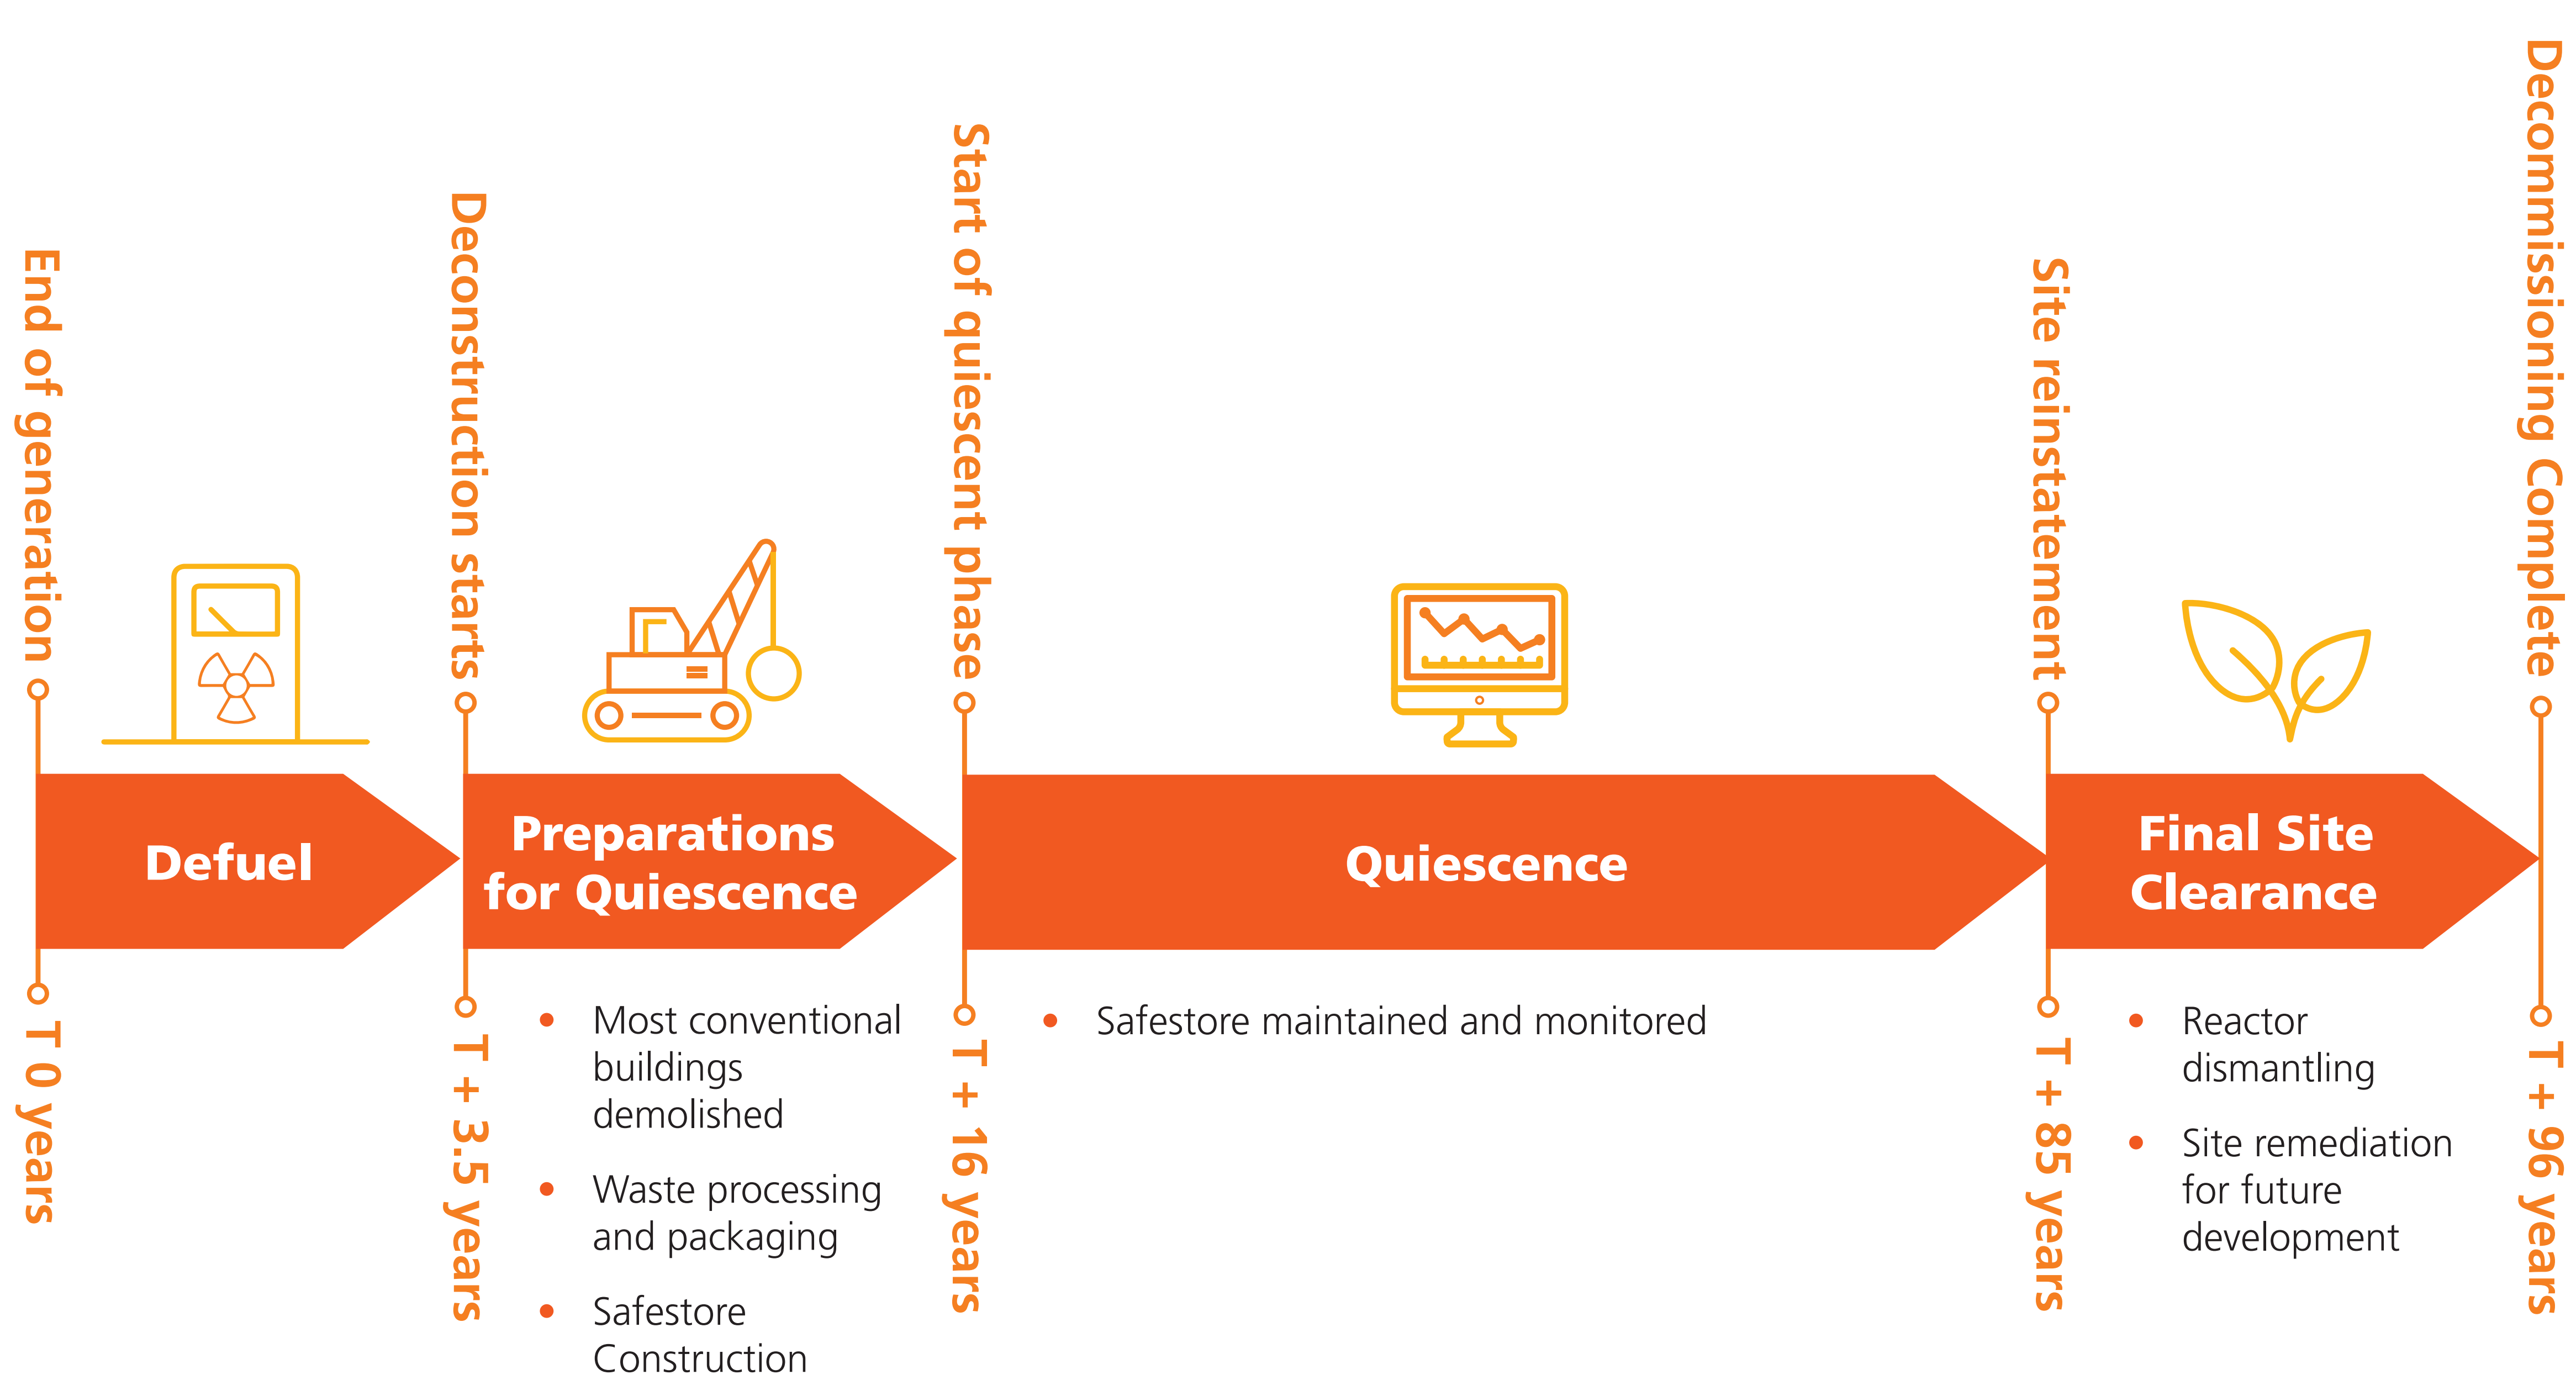 End of generation
Deconstruction starts
Start of quiescent phase
Site reinstatement
Decommissioning Complete
Defuel
Preparations
for Quiescence
Quiescence
Final Site
Clearance
T 0 years
T + 3.5 years
• Most conventional
buildings
demolished
• Waste processing
and packaging
• Safestore
Construction
T + 16 years
• Safestore maintained and monitored
T + 85 years
• Reactor
dismantling
• Site remediation
for future
development
T + 96 years